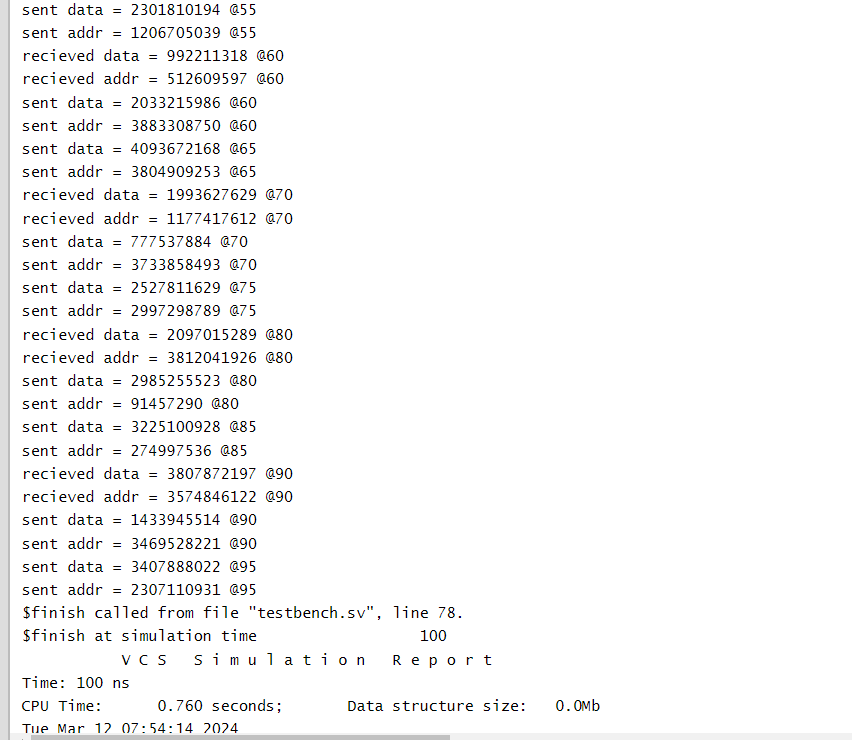 sent data = 2301810194 @55
sent addr = 1206705039 @55
recieved data = 992211318 @60
recieved addr = 512609597 @60
sent data = 2033215986 @60
sent addr = 3883308750 @60
sent data = 4093672168 @65
sent addr = 3804909253 @65
recieved data = 1993627629 @70
recieved addr = 1177417612 @70
sent data = 777537884 @70
sent addr = 3733858493 @70
sent data = 2527811629 @75
sent addr = 2997298789 @75
recieved data = 2097015289 @80
recieved addr = 3812041926 @80
sent data = 2985255523 @80
sent addr = 91457290 @80
sent data = 3225100928 @85
sent addr = 274997536 @85
recieved data = 3807872197 @90
recieved addr = 3574846122 @90
sent data = 1433945514 @90
sent addr = 3469528221 @90
sent data = 3407888022 @95
sent addr = 2307110931 @95
$finish called from file "testbench.sv", line 78.
$finish at simulation time                  100
           V C S   S i m u l a t i o n   R e p o r t
Time: 100 ns
CPU Time:      0.760 seconds;       Data structure size:   0.0Mb
Tue Mar 12 07:54:14 2024